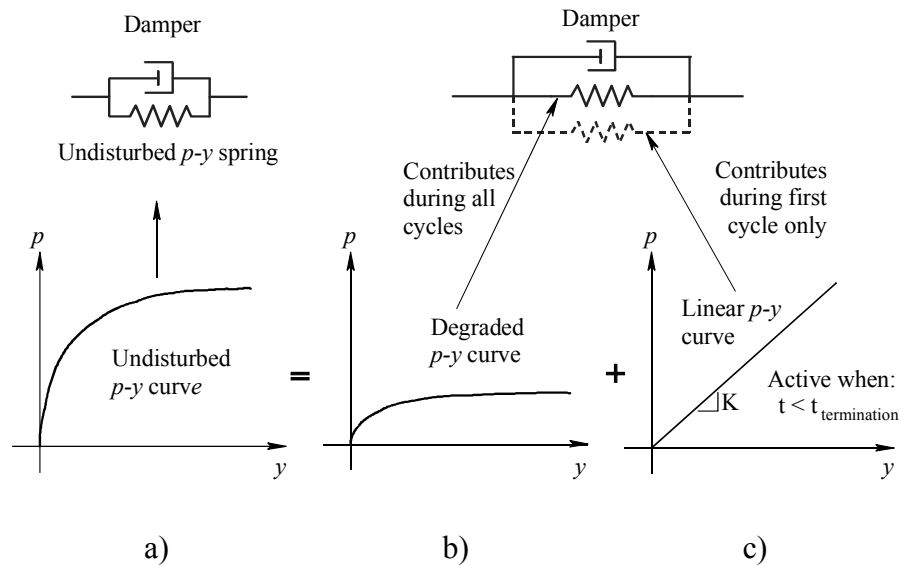 Damper
Undisturbed p-y spring
Damper
Contributes
during all
cycles
Contributes
during first
cycle only
p
Undisturbed
p-y curve
y
=
p
Degraded
p-y curve
y
+
p
Linear p-y
curve
K
Active when:
t < t termination
y
a)
b)
c)